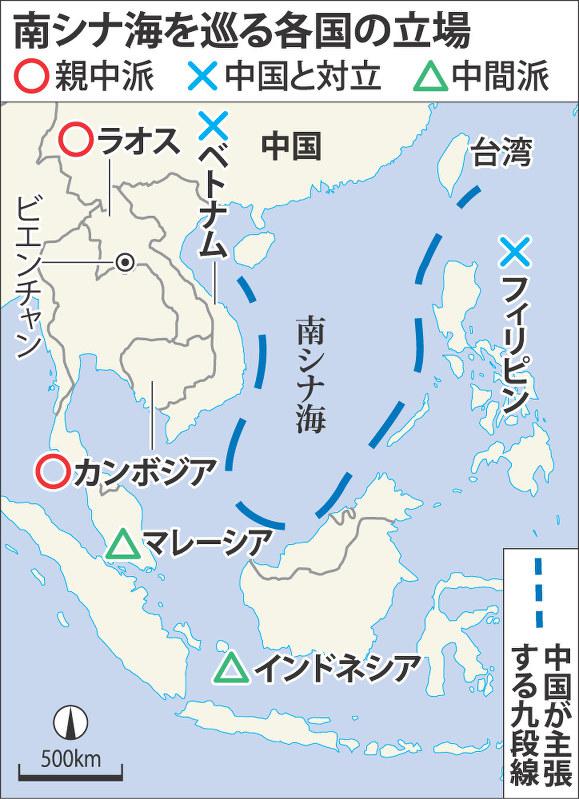 南シナ海を巡る各国の立場
○親中派 ×中国と対立 △中間派
○ラオス
×ベトナム
中国
台湾
ビエンチャン
×フィリピン
南シナ海
○カンボジア
△マレーシア
△インドネシア
中国が主張
する九段線
500km